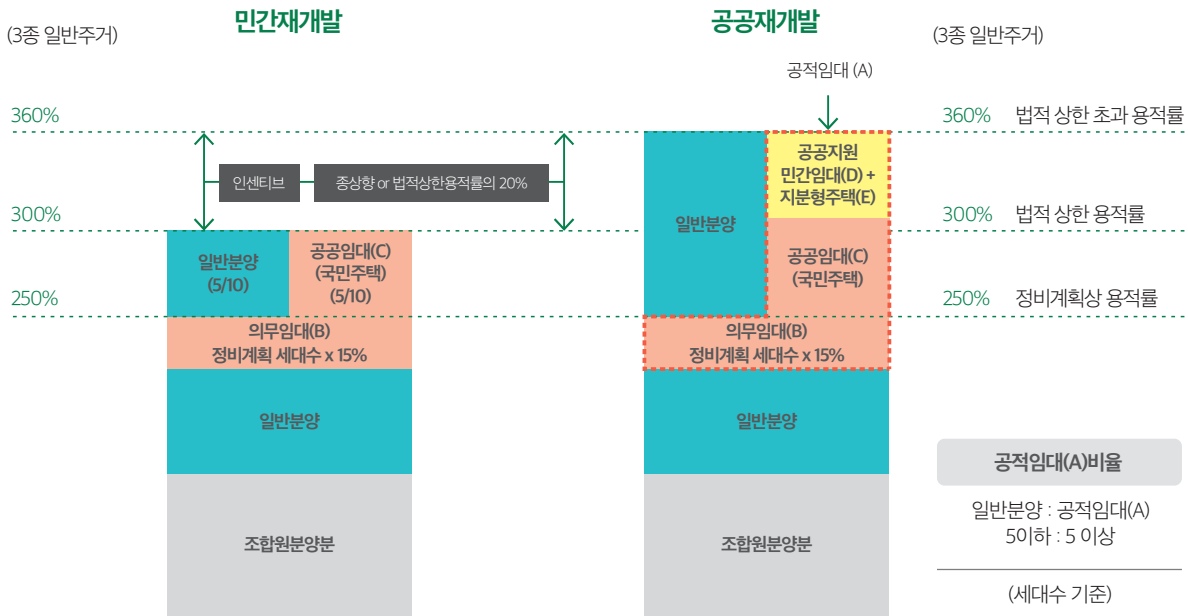 민간재개발
공공재개발
(3종 일반주거)
(3종 일반주거)
공적임대 (A)
360%
360% 법적 상한 초과 용적률
인센티브
종상향 or 법적상한용적률의 20%
공공지원
민간임대(D) +
지분형주택(E)
300%
300% 법적 상한 용적률
일반분양
(5/10)
공공임대(C)
(국민주택)
(5/10)
일반분양
공공임대(C)
(국민주택)
250%
250% 정비계획상 용적률
의무임대(B)
정비계획 세대수 x 15%
의무임대(B)
정비계획 세대수 x 15%
일반분양
일반분양
조합원분양분
조합원분양분
공적임대(A)비율
일반분양 : 공적임대(A)
5이하 : 5 이상
(세대수 기준)